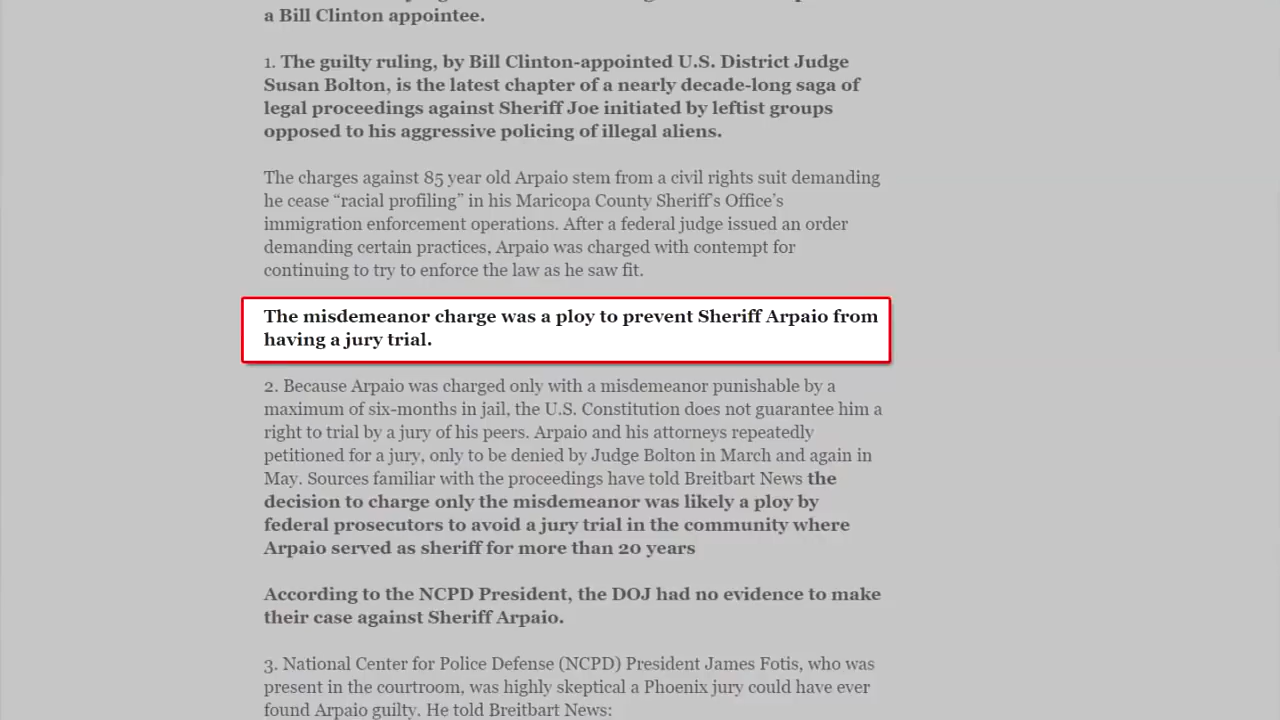 a Bill Clinton appointee.
1. The guilty ruling, by Bill Clinton-appointed U.S. District Judge
Susan Bolton, is the latest chapter of a nearly decade-long saga of
legal proceedings against Sheriff Joe initiated by leftist groups
opposed to his aggressive policing of illegal aliens.
The charges against 85 year old Arpaio stem from a civil rights suit demanding
he cease “racial profiling” in his Maricopa County Sheriff’s Office’s
immigration enforcement operations. After a federal judge issued an order
demanding certain practices, Arpaio was charged with contempt for
continuing to try to enforce the law as he saw fit.
The misdemeanor charge was a ploy to prevent Sheriff Arpaio from
having a jury trial.
2. Because Arpaio was charged only with a misdemeanor punishable by a
maximum of six-months in jail, the U.S. Constitution does not guarantee him a
right to trial by a jury of his peers. Arpaio and his attorneys repeatedly
petitioned for a jury, only to be denied by Judge Bolton in March and again in
May. Sources familiar with the proceedings have told Breitbart News the
decision to charge only the misdemeanor was likely a ploy by
federal prosecutors to avoid a jury trial in the community where
Arpaio served as sheriff for more than 20 years
According to the NCPD President, the DOJ had no evidence to make
their case against Sheriff Arpaio.
3. National Center for Police Defense (NCPD) President James Fotis, who was
present in the courtroom, was highly skeptical a Phoenix jury could have ever
found Arpaio guilty. He told Breitbart News: